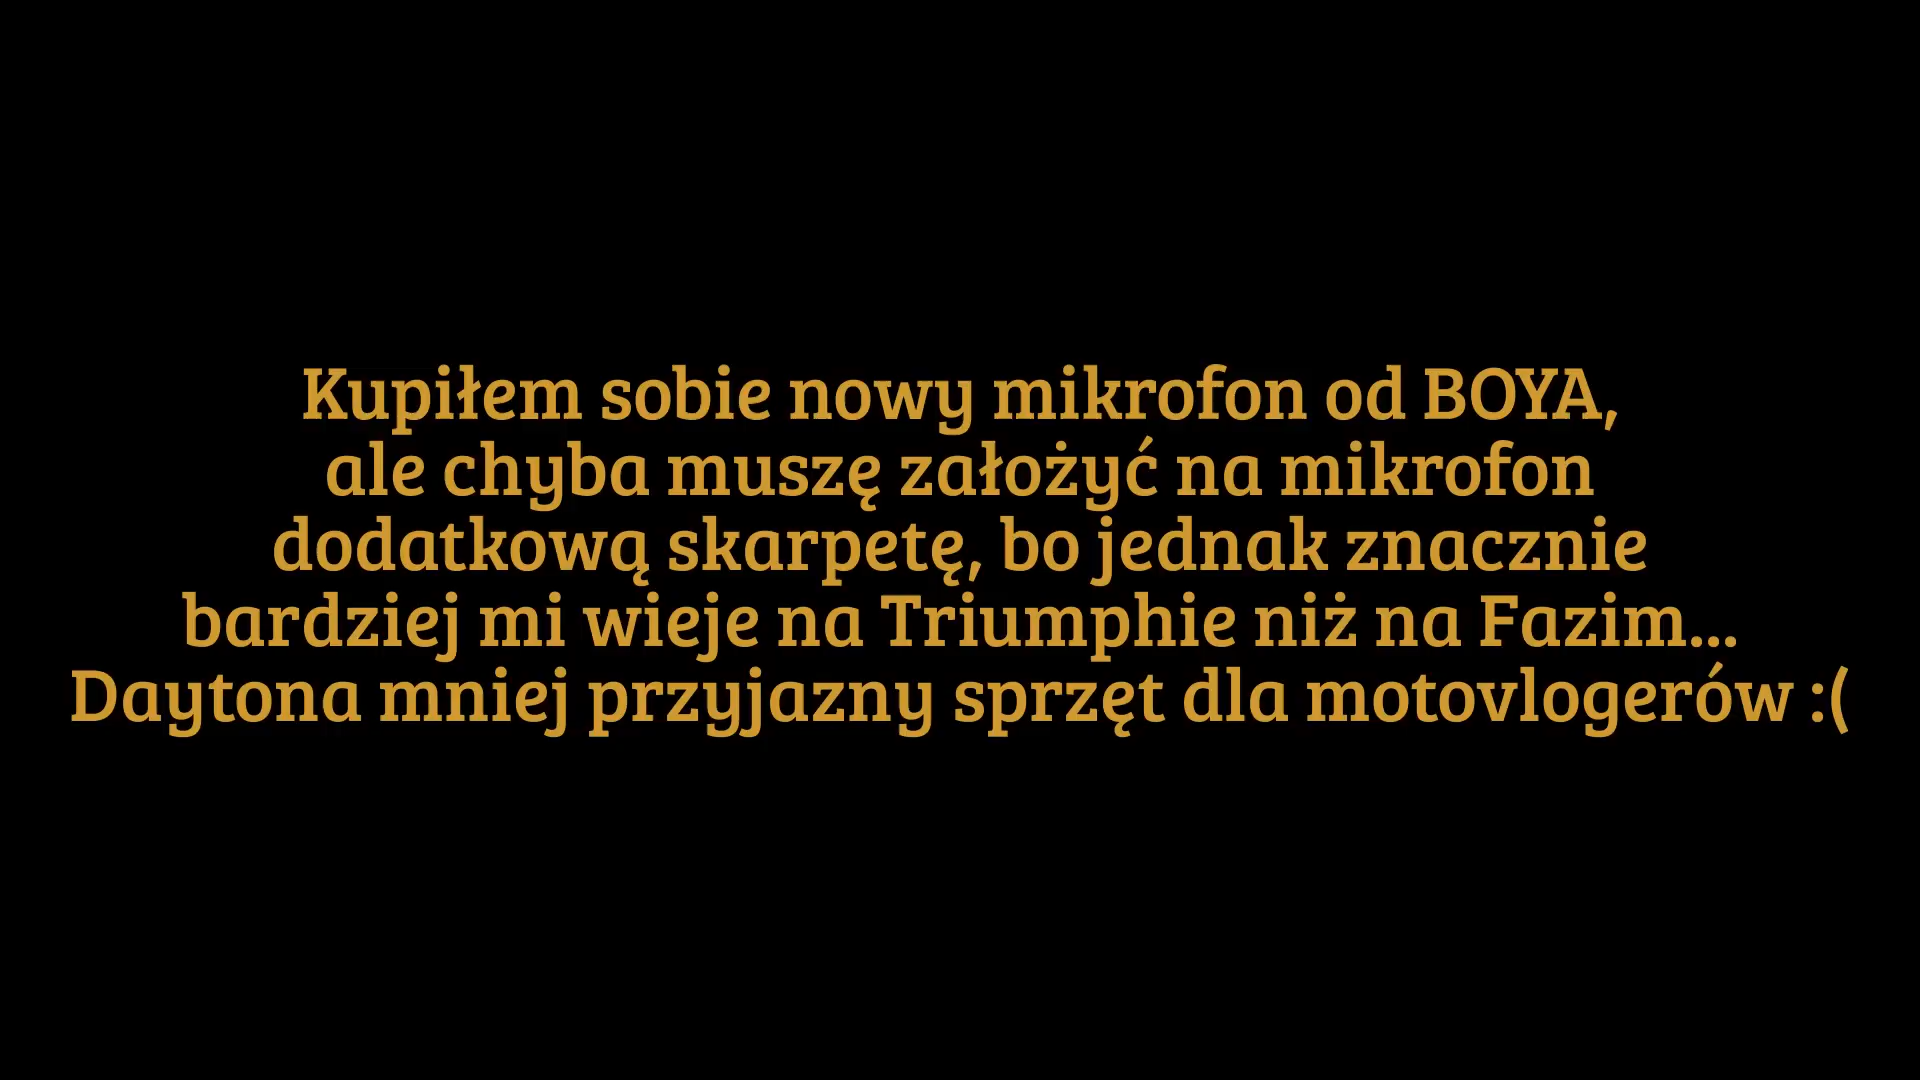 Kupiłem sobie nowy mikrofon od BOYA,
ale chyba muszę założyć na mikrofon
dodatkową skarpetę, bo jednak znacznie
bardziej mi wieje na Triumphie niż na Fazim...
Daytona mniej przyjazny sprzęt dla motovlogerów :(